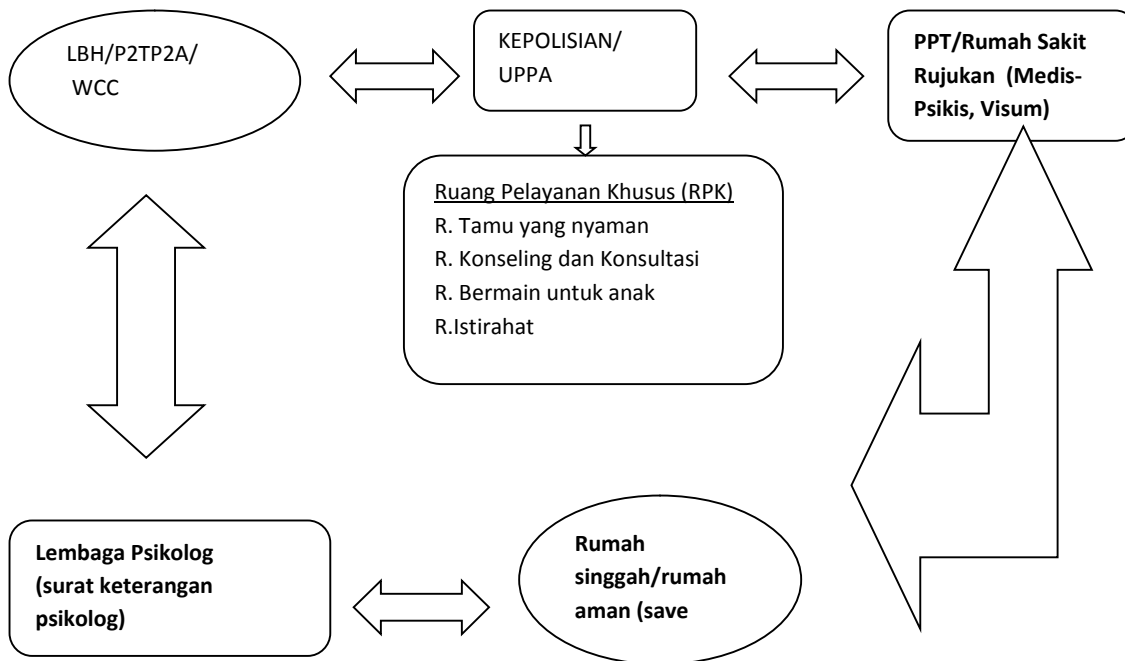 LBH/P2TP2A/
WCC
KEPOLISIAN/
UPPA
PPT/Rumah Sakit
Rujukan (Medis-
Psikis, Visum)
Ruang Pelayanan Khusus (RPK)
R. Tamu yang nyaman
R. Konseling dan Konsultasi
R. Bermain untuk anak
R.Istirahat
Lembaga Psikolog
(surat keterangan
psikolog)
Rumah
singgah/rumah
aman (save